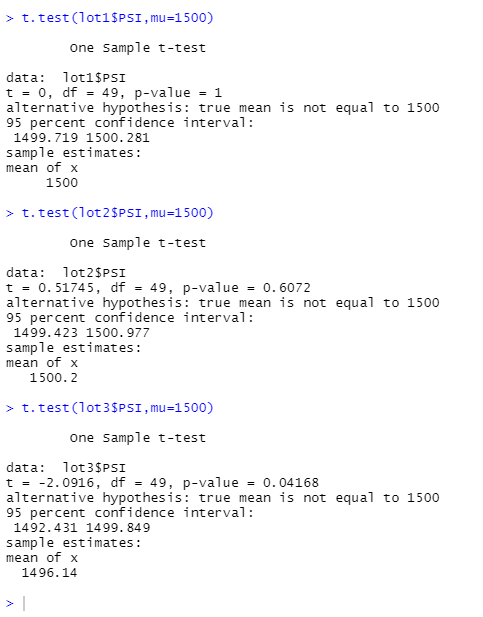 > t.test(lot1$PSI,mu=1500)
One Sample t-test
data: lot1$PSI
t = 0, df = 49, p-value = 1
alternative hypothesis: true mean is not equal to 1500
95 percent confidence interval:
1499.719 1500.281
sample estimates:
mean of x
1500
> t.test(lot2$PSI,mu=1500)
One Sample t-test
data: lot2$PSI
t = 0.51745, df = 49, p-value = 0.6072
alternative hypothesis: true mean is not equal to 1500
95 percent confidence interval:
1499.423 1500.977
sample estimates:
mean of x
1500.2
> t.test(lot3$PSI,mu=1500)
One Sample t-test
data: lot3$PSI
t = -2.0916, df = 49, p-value = 0.04168
alternative hypothesis: true mean is not equal to 1500
95 percent confidence interval:
1492.431 1499.849
sample estimates:
mean of x
1496.14
>